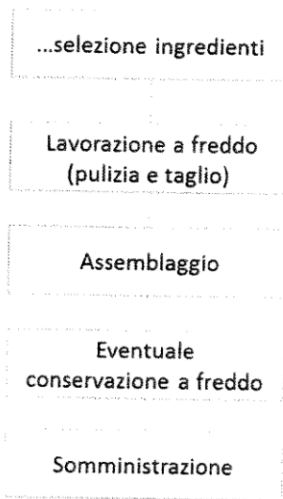 ...selezione ingredienti
Lavorazione a freddo
(pulizia e taglio)
Assemblaggio
Eventuale
conservazione a freddo
Somministrazione